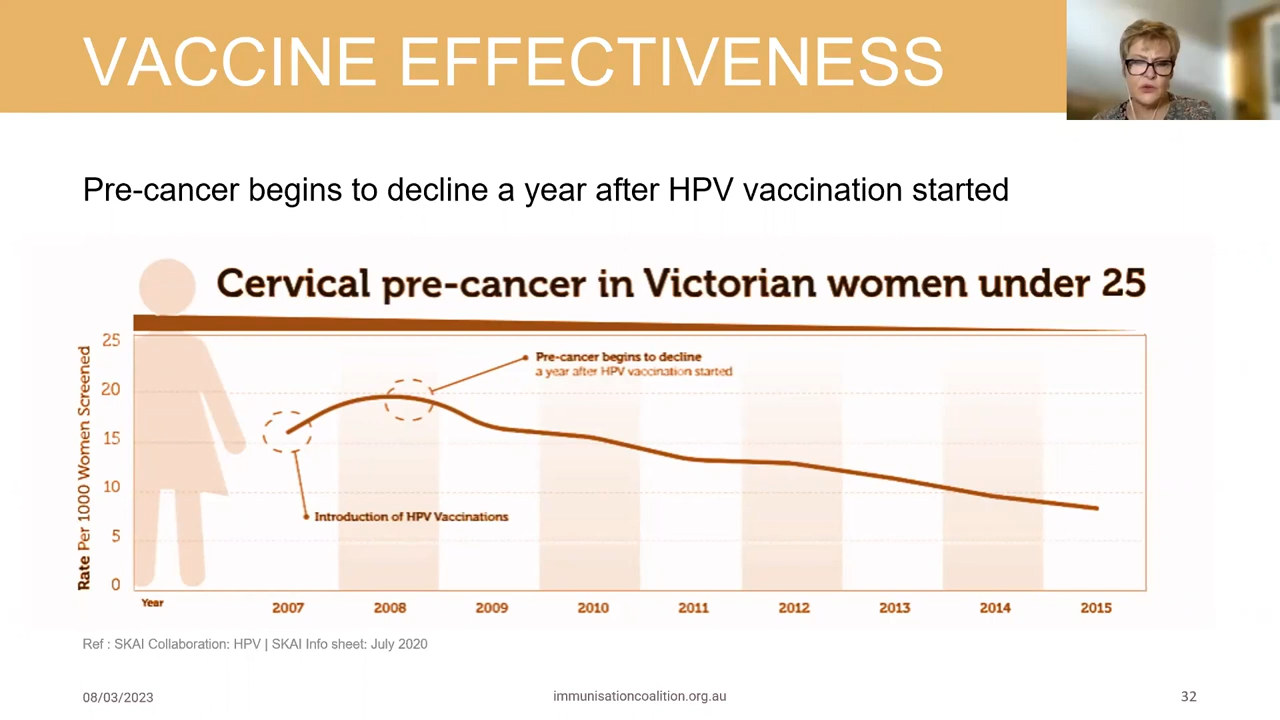 VACCINE EFFECTIVENESS
Pre-cancer begins to decline a year after HPV vaccination started
Cervical pre-cancer in Victorian women under 25
Rate Per 1000 Women Screened
25
20
15
10
5
0
Pre-cancer begins to decline
a year after HPV vaccination started
Introduction of HPV Vaccinations
Year
2007
2008
2009
2010
2011
2012
2013
2014
2015
Ref : SKAI Collaboration: HPV | SKAI Info sheet: July 2020
08/03/2023
immunisationcoalition.org.au
32